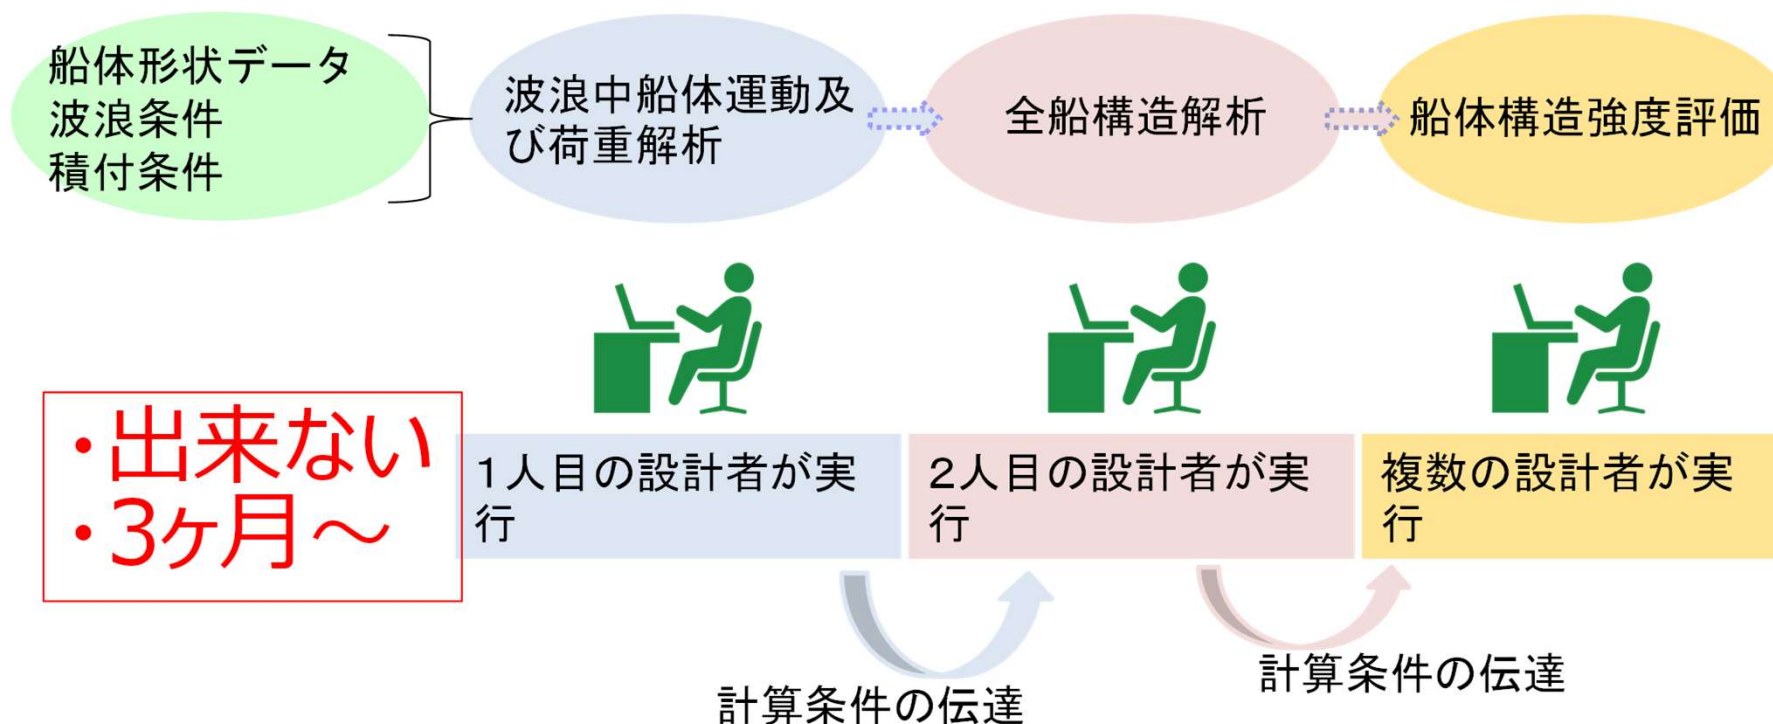 船体形状データ
波浪条件
積付条件
波浪中船体運動及
び荷重解析
全船構造解析
船体構造強度評価
・出来ない
・3ヶ月～
１人目の設計者が実
行
２人目の設計者が実
行
複数の設計者が実
行
計算条件の伝達
計算条件の伝達